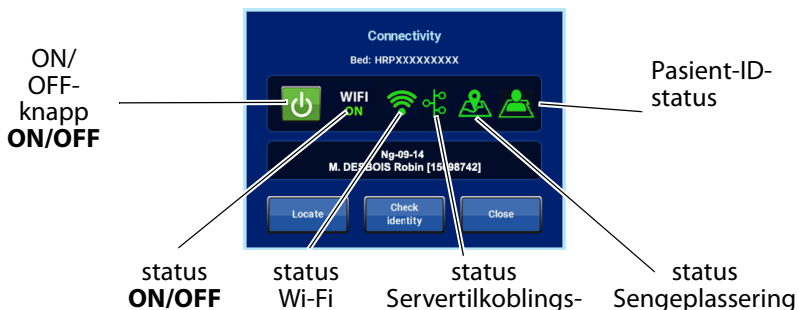 Connectivity
Bed: HRPXXXXXXXXX
ON/
OFF-
knapp
ON/OFF
WIFI
ON
Pasient-ID-
status
Ng-09-14
M. DESBOIS Robin [15698742]
Locate
Check
identity
Close
status
ON/OFF
status
Wi-Fi
status
Servertilkoblings-
status
Sengeplassering